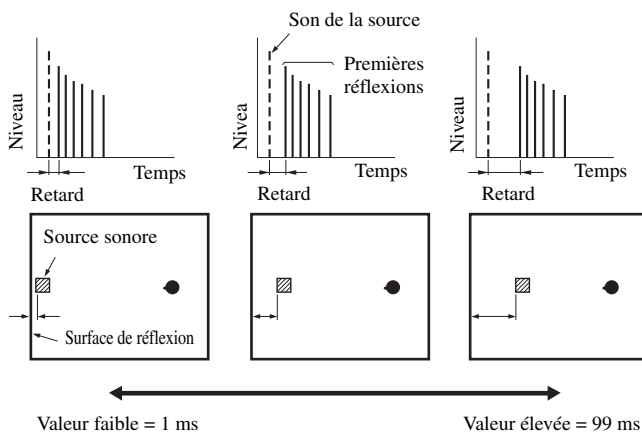 Son de la source
Premières
réflexions
Niveau
Nivea
Niveau
Temps
Temps
Temps
Retard
Retard
Retard
Source sonore
Surface de réflexion
Valeur faible = 1 ms
Valeur élevée = 99 ms